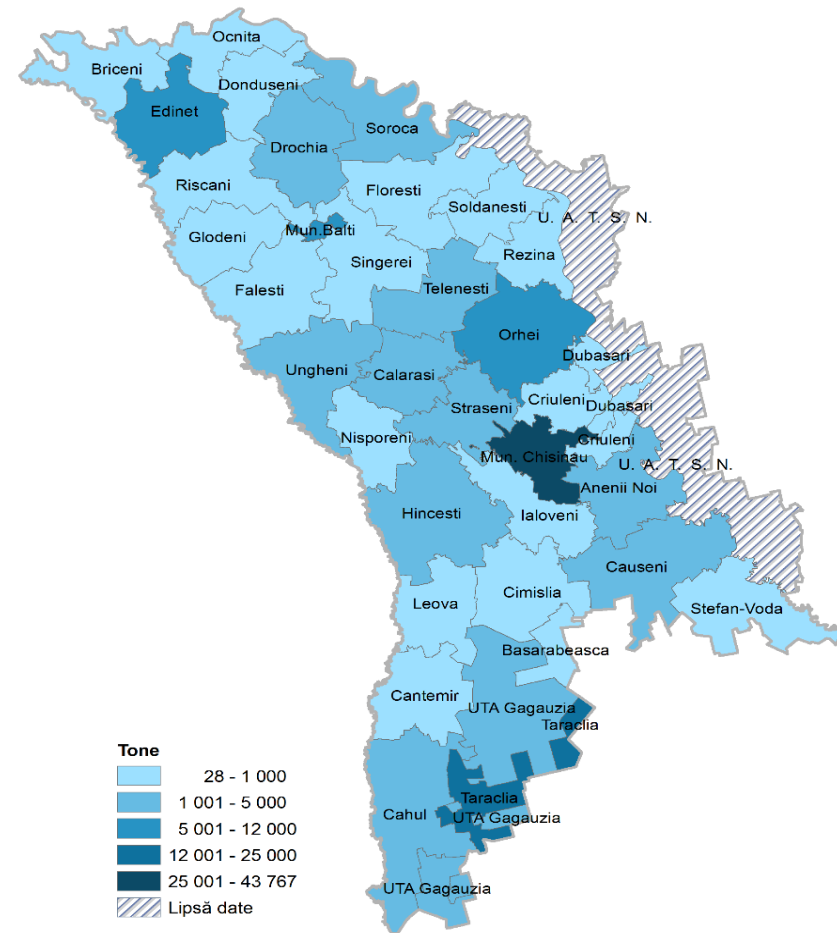 Ocnita
Briceni
Donduseni
Edinet
Soroca
Drochia
Riscani
Floresti
Soldanesti
U. A. T. S. N.
Glodeni
Mun.Balti
Rezina
Singerei
Falesti
Telenesti
Orhei
Dubasari
Ungheni
Calarasi
Criuleni
Dubasari
Straseni
Nisporeni
Criuleni
Mun. Chisinau
U. A. T. S. N.
Anenii Noi
Hincesti
Ialoveni
Causeni
Cimislia
Leova
Stefan-Voda
Basarabeasca
Cantemir
UTA Gagauzia
Taraclia
Taraclia
Cahul
UTA Gagauzia
UTA Gagauzia
Tone
28 - 1 000
1 001 - 5 000
5 001 - 12 000
12 001 - 25 000
25 001 - 43 767
Lipsă date